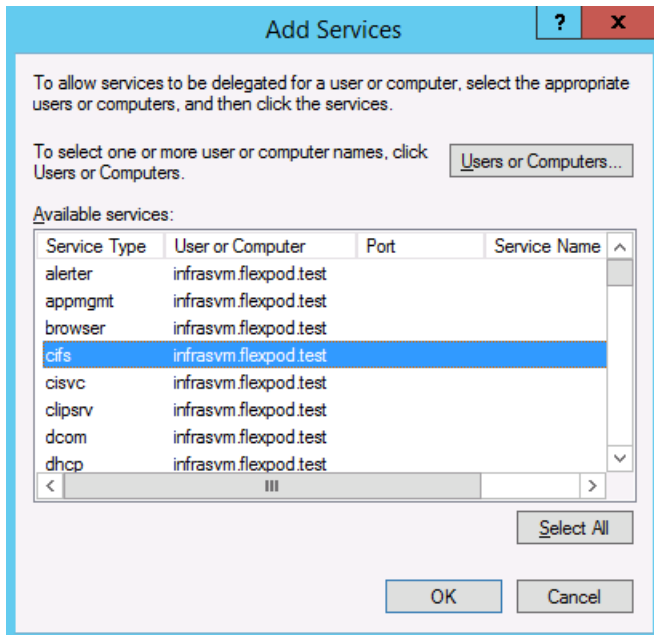 Add Services
?
x
To allow services to be delegated for a user or computer, select the appropriate
users or computers, and then click the services.
To select one or more user or computer names, click
Users or Computers.
Users or Computers...
Available services:
Service Type User or Computer Port Service Name
alerter infrasvm.flexpod.test
appmgmt infrasvm.flexpod.test
browser infrasvm.flexpod.test
cifs infrasvm.flexpod.test
cisvc infrasvm.flexpod.test
clipsrv infrasvm.flexpod.test
dcom infrasvm.flexpod.test
dhcp infrasvm.flexpod.test
Select All
OK Cancel